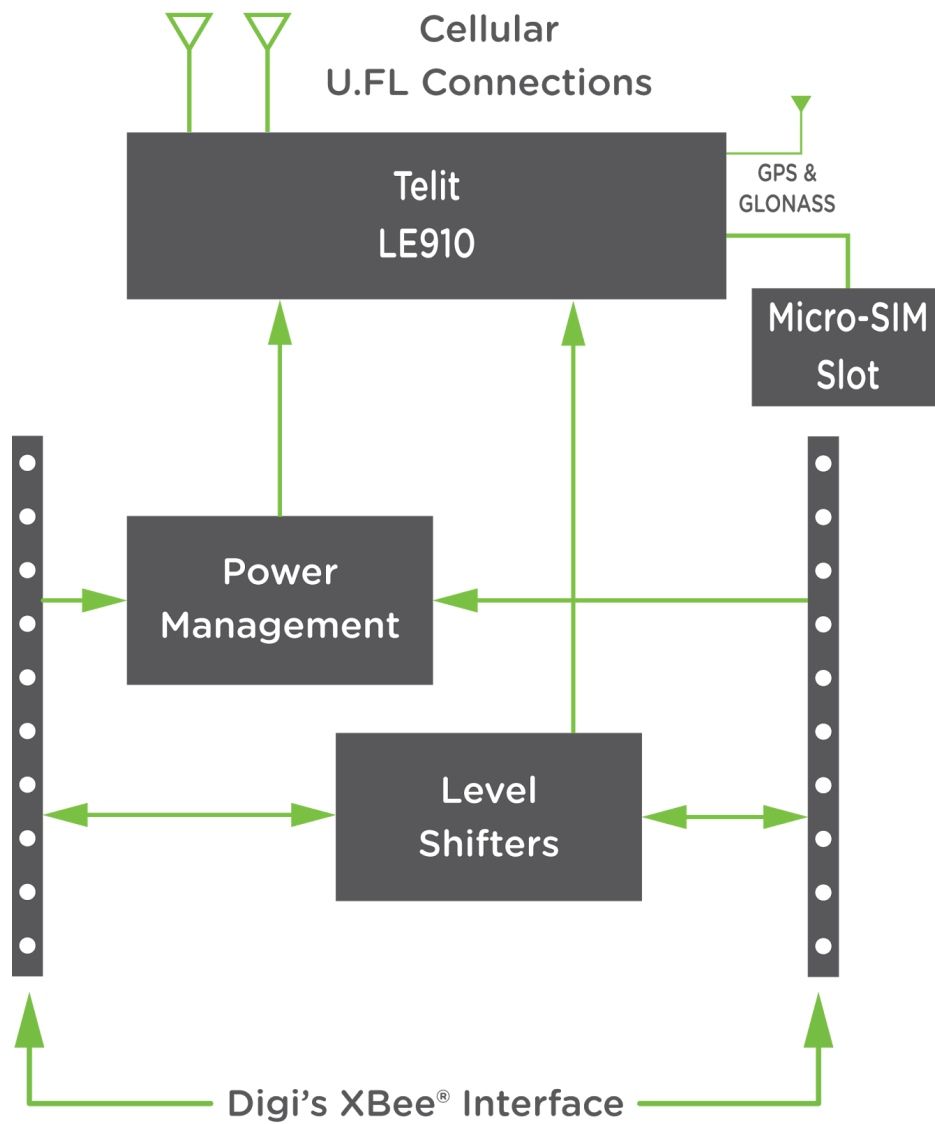 Cellular
U.FL Connections
Telit
LE910
GPS &
GLONASS
Micro-SIM
Slot
Power
Management
Level
Shifters
Digi's XBee® Interface